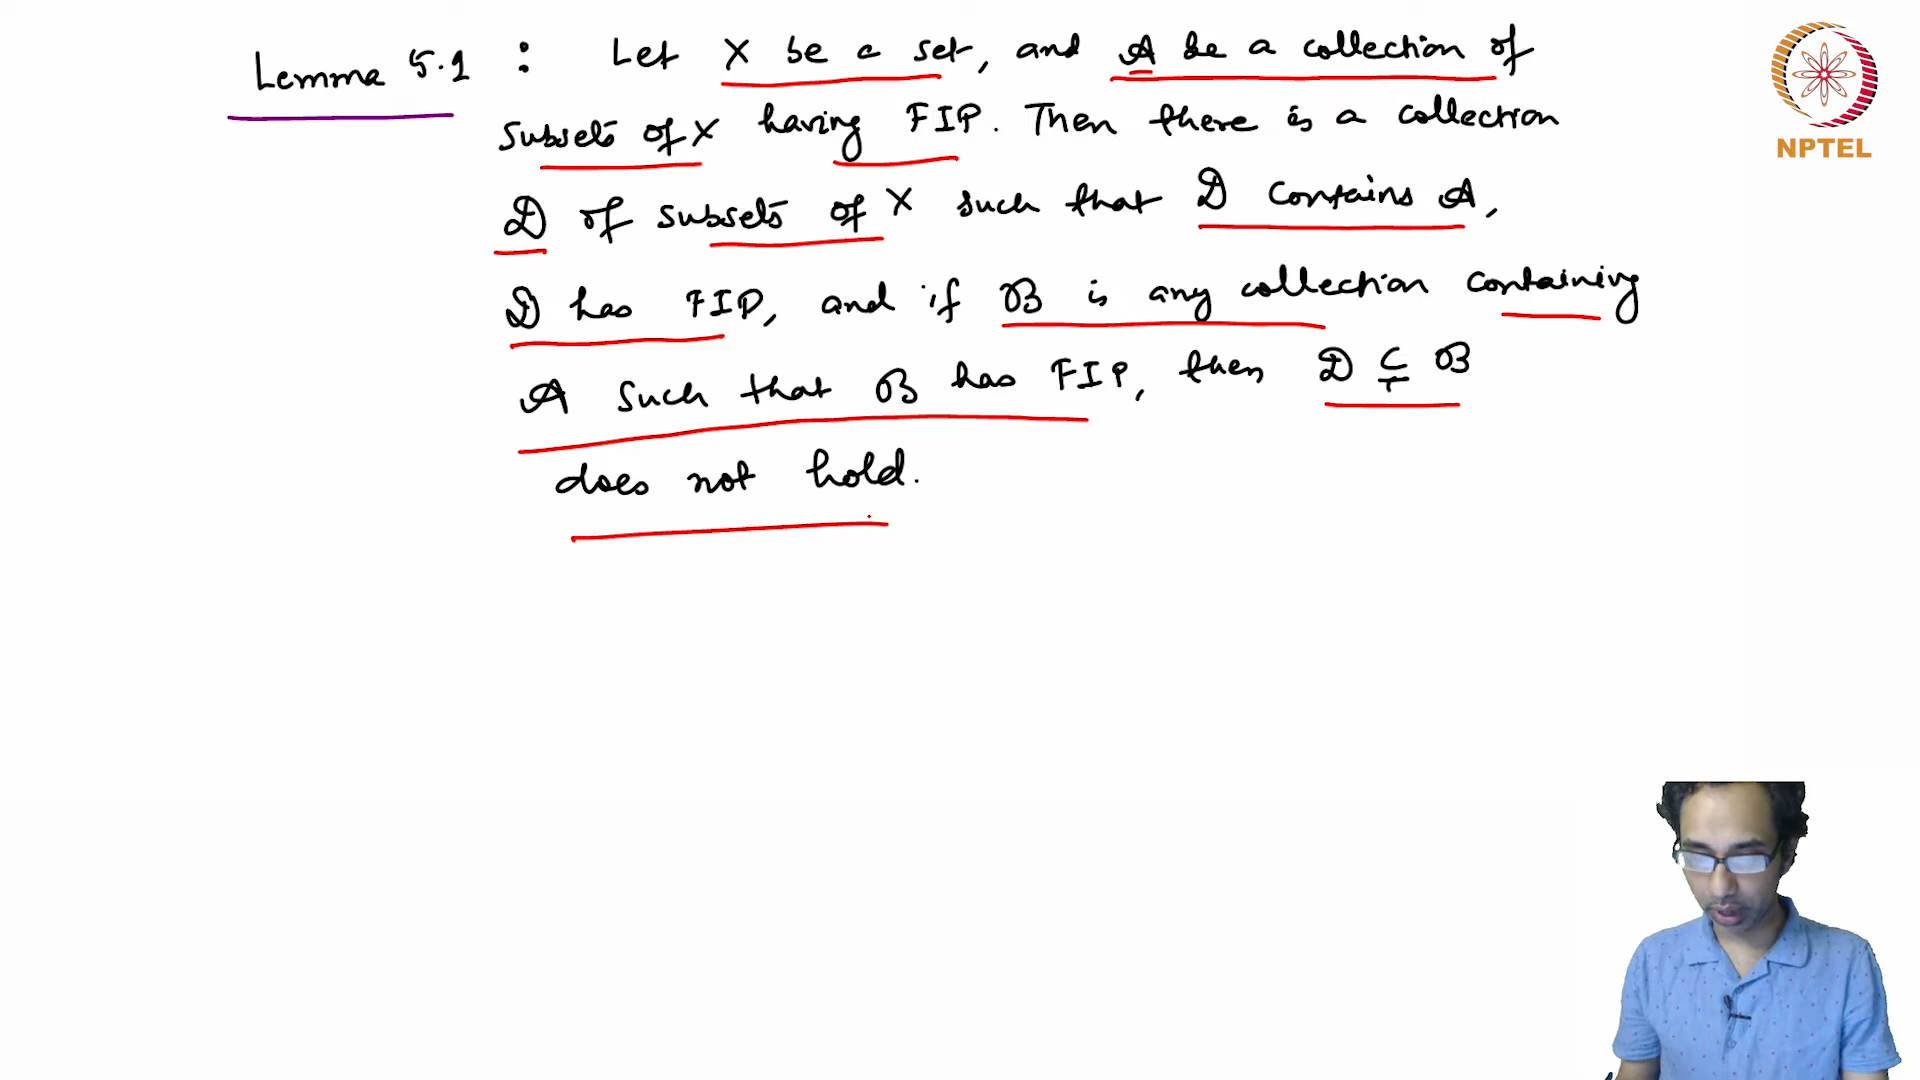 Lemma 5.1 : Let X be a set, and 𝒜 be a collection of
subsets of X having FIP. Then there is a collection
𝒟 of subsets of X such that 𝒟 contains 𝒜,
𝒟 has FIP, and if ℬ is any collection containing
𝒜 such that ℬ has FIP, then 𝒟 ⊊ ℬ
does not hold.
NPTEL